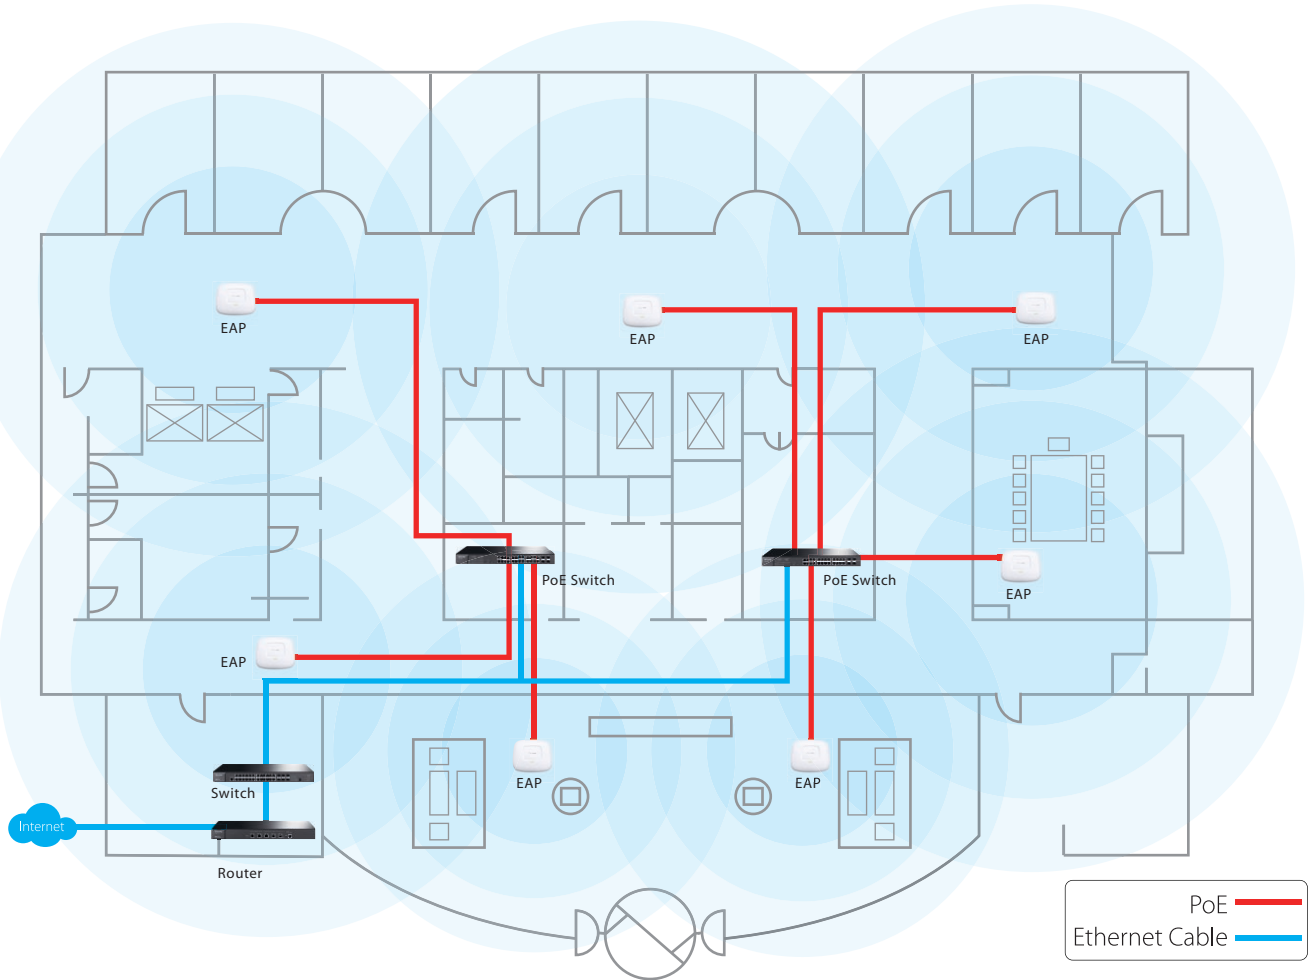 EAP
EAP
EAP
PoE Switch
PoE Switch
EAP
EAP
EAP
EAP
Switch
Internet
Router
PoE
Ethernet Cable